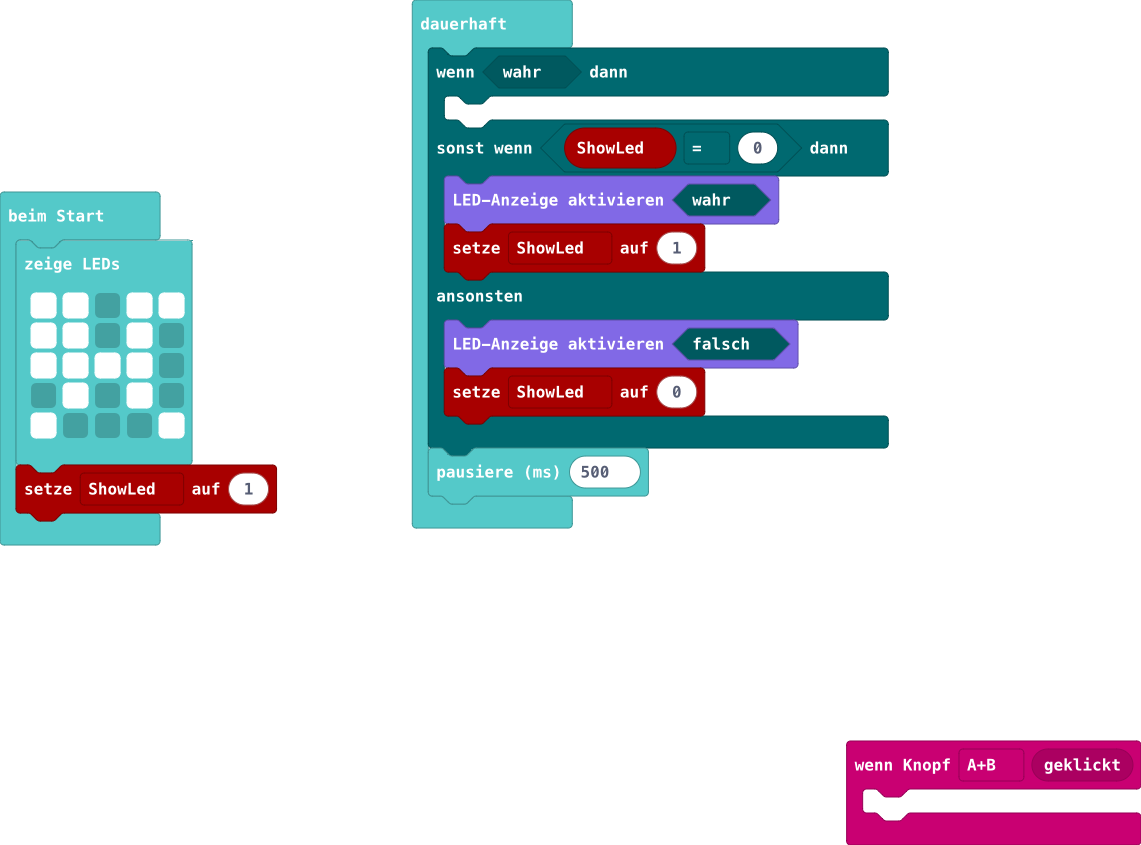 dauerhaft
wenn wahr dann
sonst wenn ShowLed = 0 dann
LED-Anzeige aktivieren wahr
setze ShowLed auf 1
ansonsten
LED-Anzeige aktivieren falsch
setze ShowLed auf 0
pausiere (ms) 500
beim Start
zeige LEDs
setze ShowLed auf 1
wenn Knopf A+B geklickt